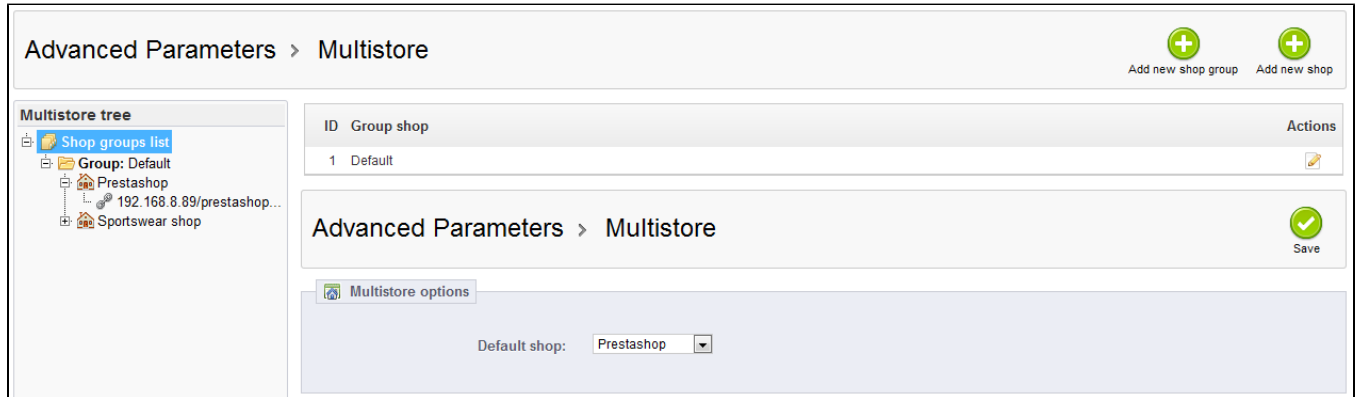 Advanced Parameters > Multistore
Add new shop group
Add new shop
Multistore tree
Shop groups list
Group: Default
Prestashop
192.168.8.89/prestashop...
Sportswear shop
ID Group shop Actions
1 Default
Advanced Parameters > Multistore
Save
Multistore options
Default shop: Prestashop